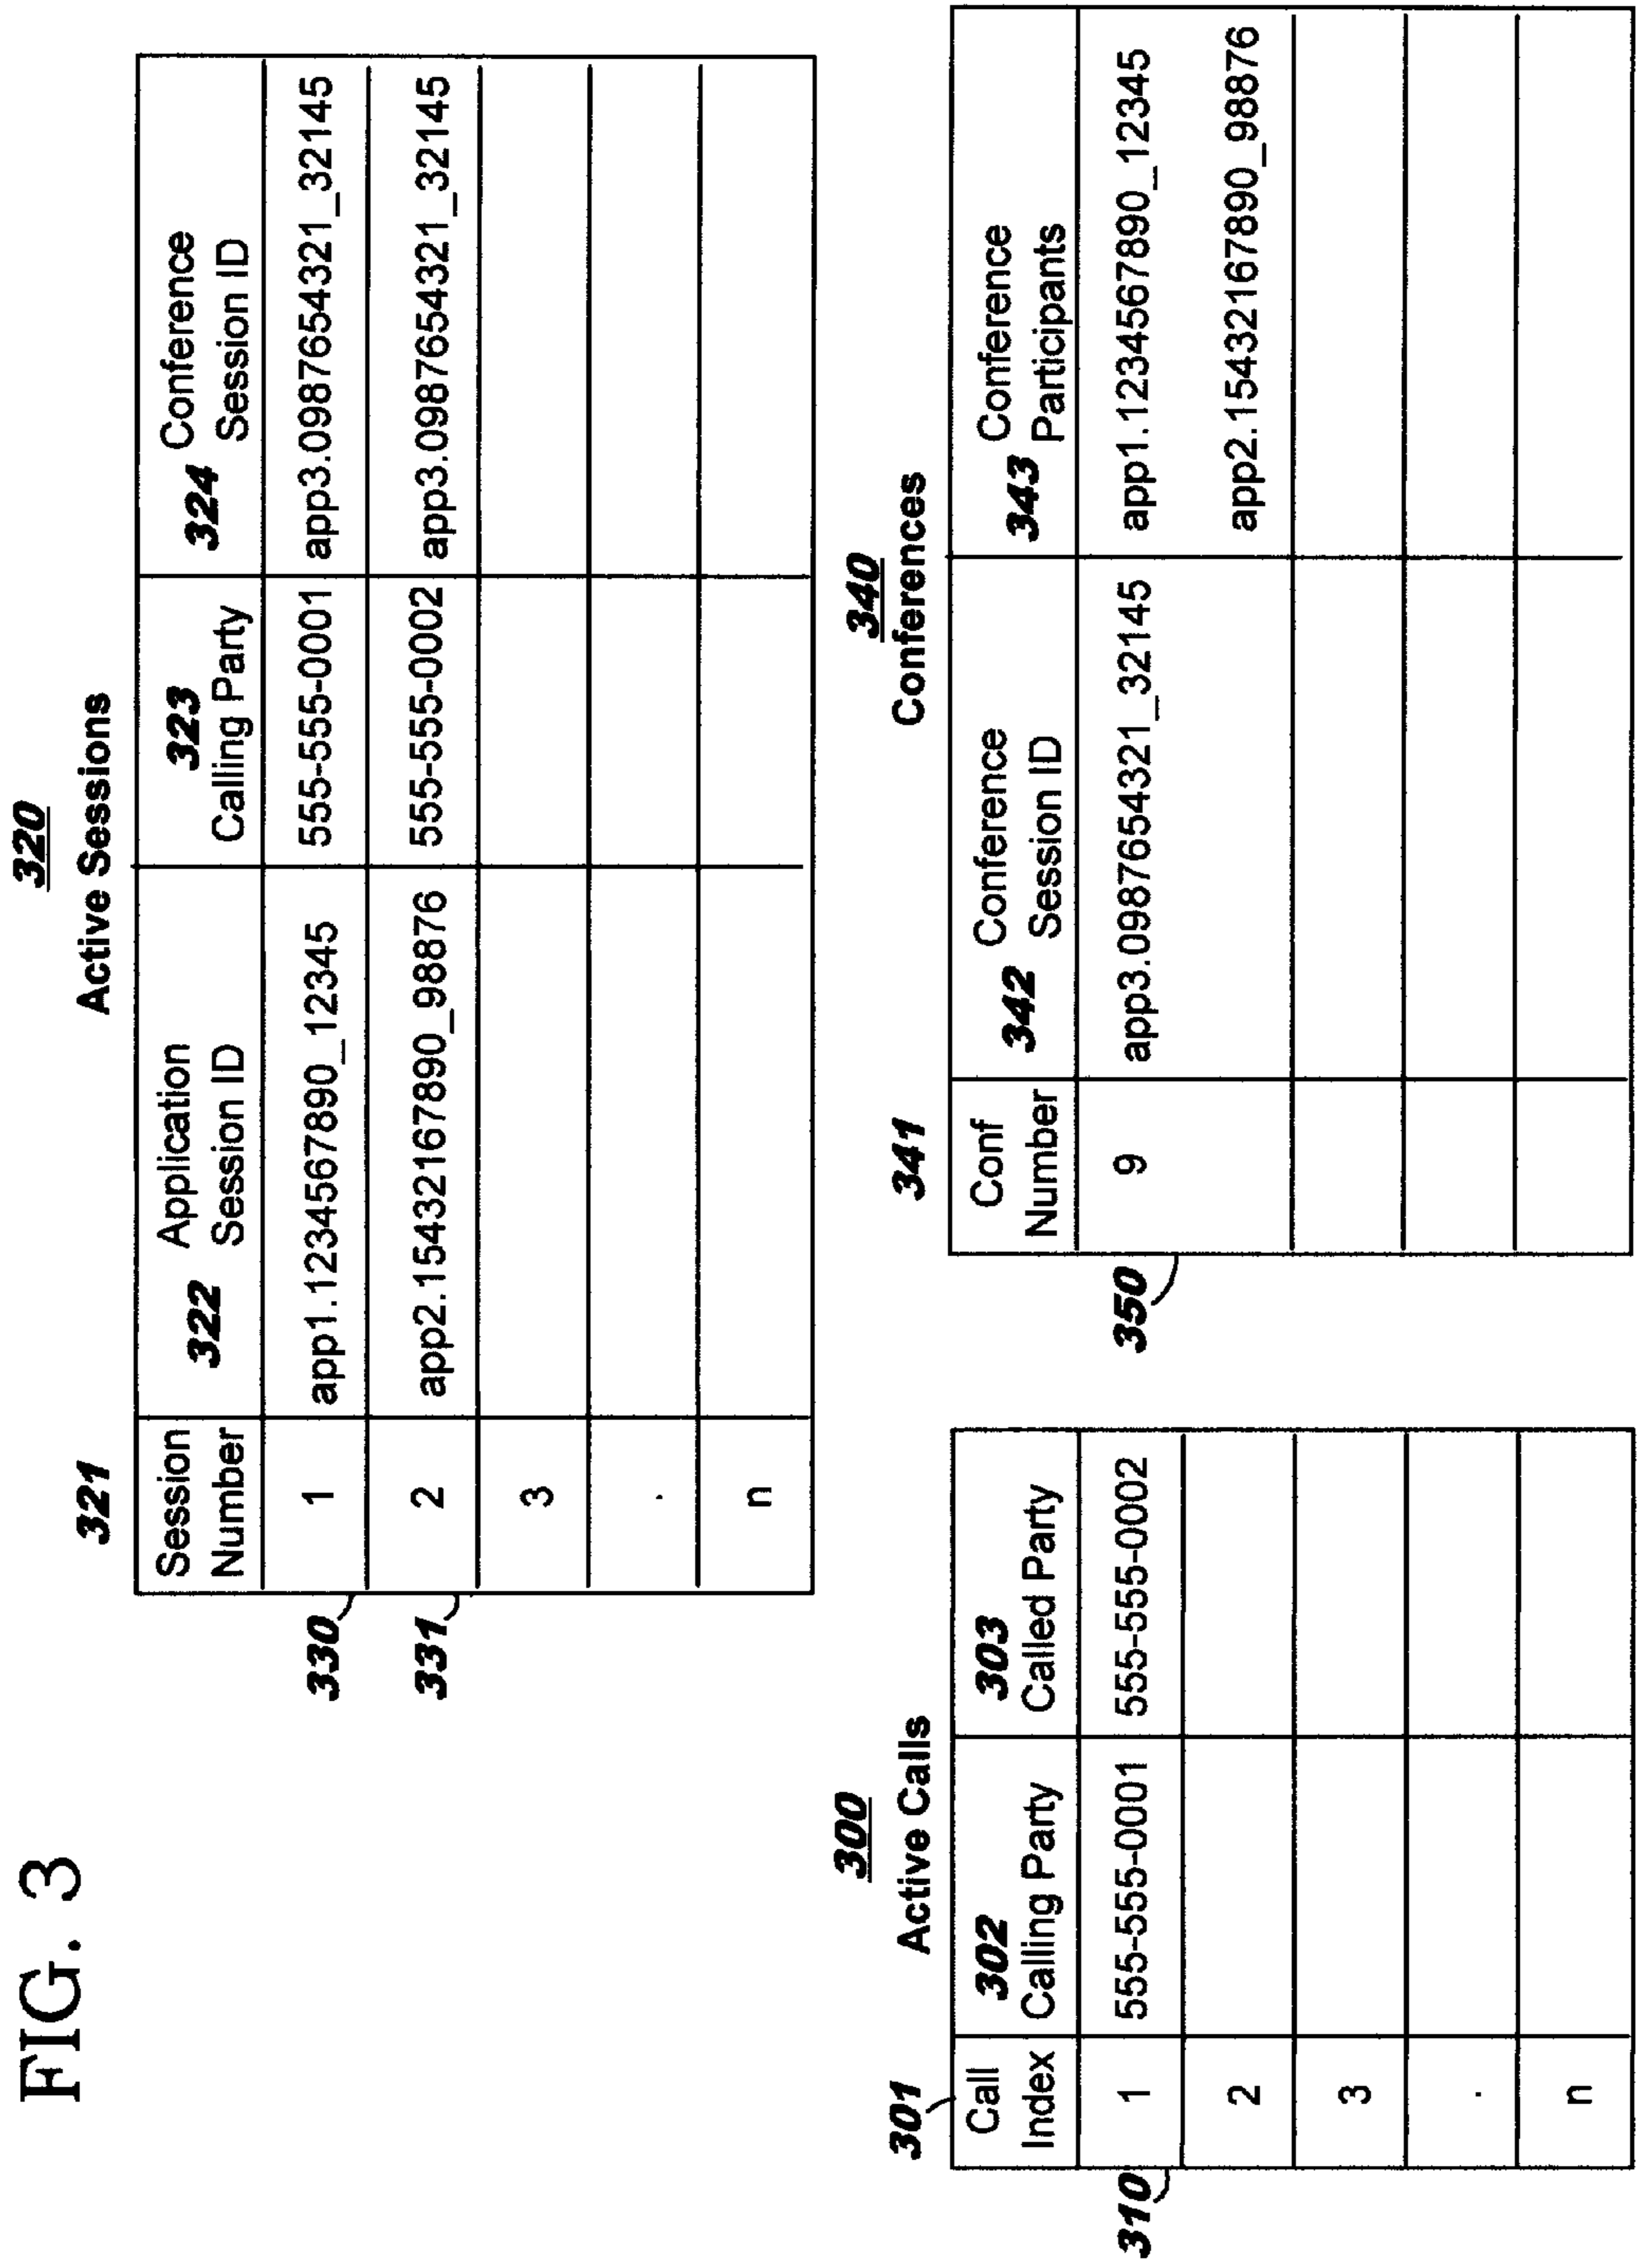 FIG. 3
320
Active Sessions
321
Session Number
322 Application Session ID
323 Calling Party
324 Conference Session ID
330
1 app1.1234567890_12345 555-555-0001 app3.0987654321_32145
331
2 app2.15432167890_98876 555-555-0002 app3.0987654321_32145
3
.
n
300
Active Calls
301
Call Index
302 Calling Party
303 Called Party
310
1 555-555-0001 555-555-0002
2
3
.
n
340
Conferences
341
Conf Number
342 Conference Session ID
343 Conference Participants
350
9 app3.0987654321_32145 app1.1234567890_12345
app2.15432167890_98876